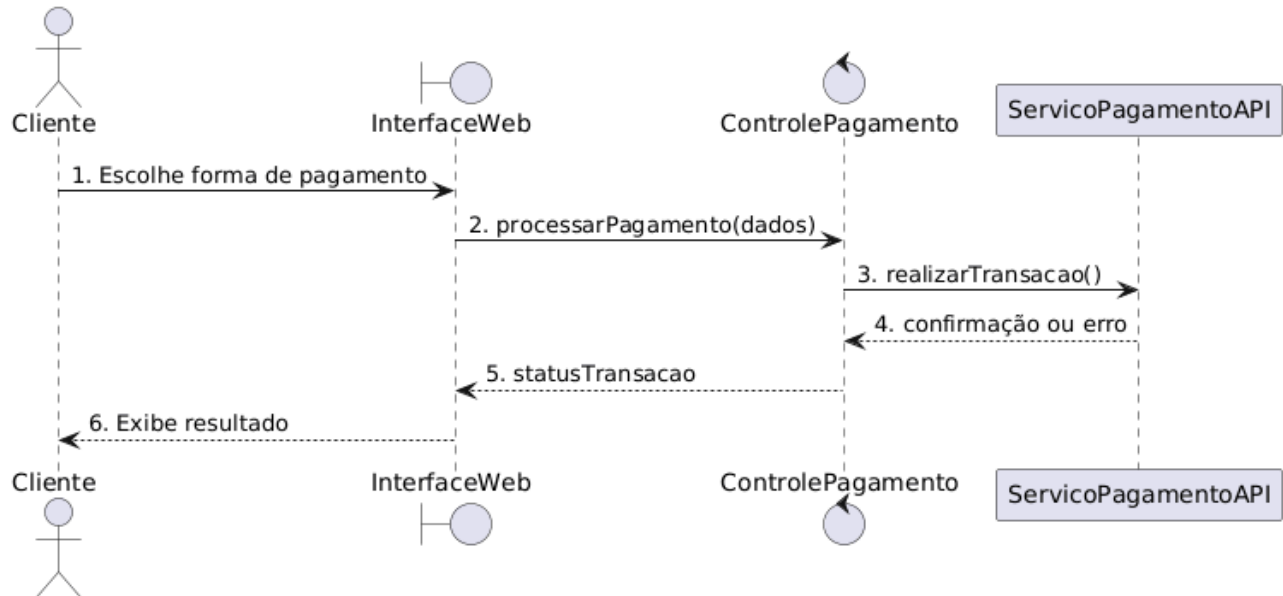 Cliente
InterfaceWeb
ControlePagamento
ServicoPagamentoAPI
1. Escolhe forma de pagamento
2. processarPagamento(dados)
3. realizarTransacao()
4. confirmação ou erro
5. statusTransacao
6. Exibe resultado
Cliente
InterfaceWeb
ControlePagamento
ServicoPagamentoAPI